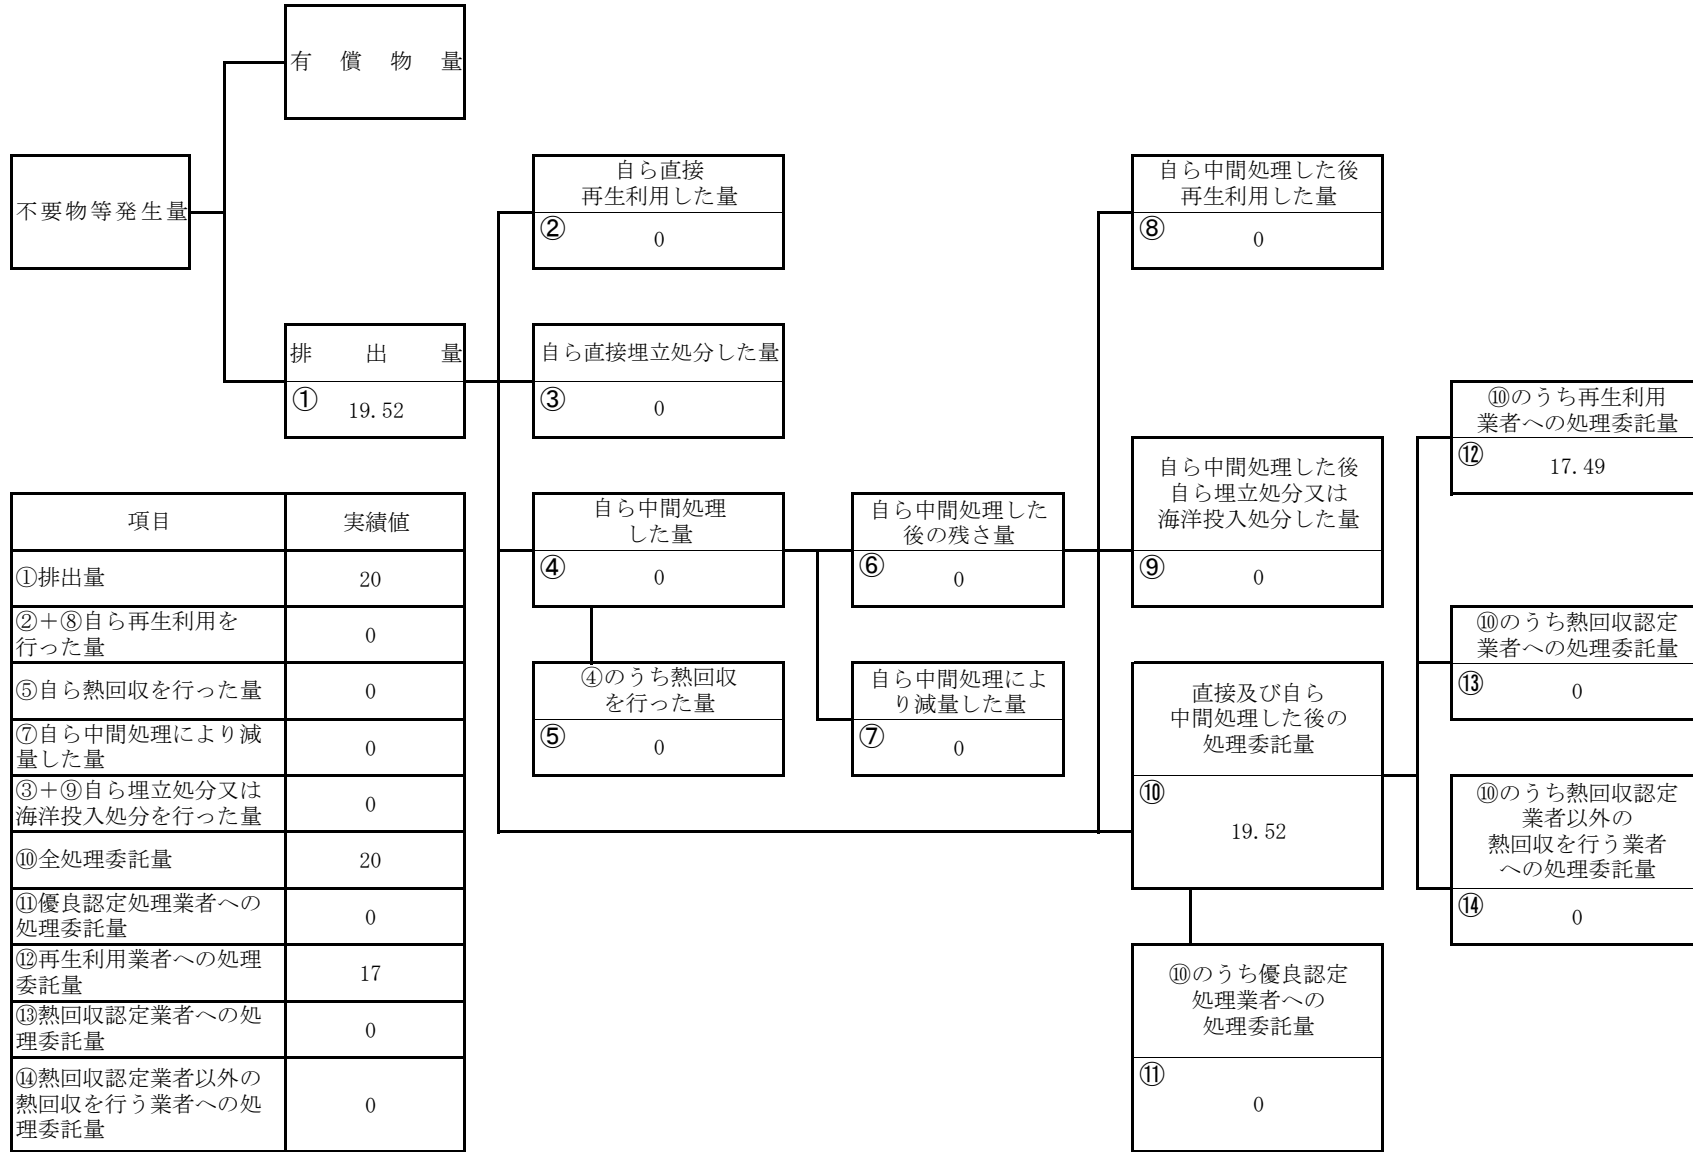 有償物量
不要物等発生量
排出量
① 19.52
自ら直接
再生利用した量
② 0
自ら直接埋立処分した量
③ 0
自ら中間処理
した量
④ 0
④のうち熱回収
を行った量
⑤ 0
自ら中間処理した
後の残さ量
⑥ 0
自ら中間処理によ
り減量した量
⑦ 0
自ら中間処理した後
再生利用した量
⑧ 0
自ら中間処理した後
自ら埋立処分又は
海洋投入処分した量
⑨ 0
直接及び自ら
中間処理した後の
処理委託量
⑩
19.52
⑩のうち優良認定
処理業者への
処理委託量
⑪
0
⑩のうち再生利用
業者への処理委託量
⑫ 17.49
⑩のうち熱回収認定
業者への処理委託量
⑬ 0
⑩のうち熱回収認定
業者以外の
熱回収を行う業者
への処理委託量
⑭ 0
項目 実績値
①排出量 20
②＋⑧自ら再生利用を
行った量 0
⑤自ら熱回収を行った量 0
⑦自ら中間処理により減
量した量 0
③＋⑨自ら埋立処分又は
海洋投入処分を行った量 0
⑩全処理委託量 20
⑪優良認定処理業者への
処理委託量 0
⑫再生利用業者への処理
委託量 17
⑬熱回収認定業者への処
理委託量 0
⑭熱回収認定業者以外の
熱回収を行う業者への処
理委託量 0